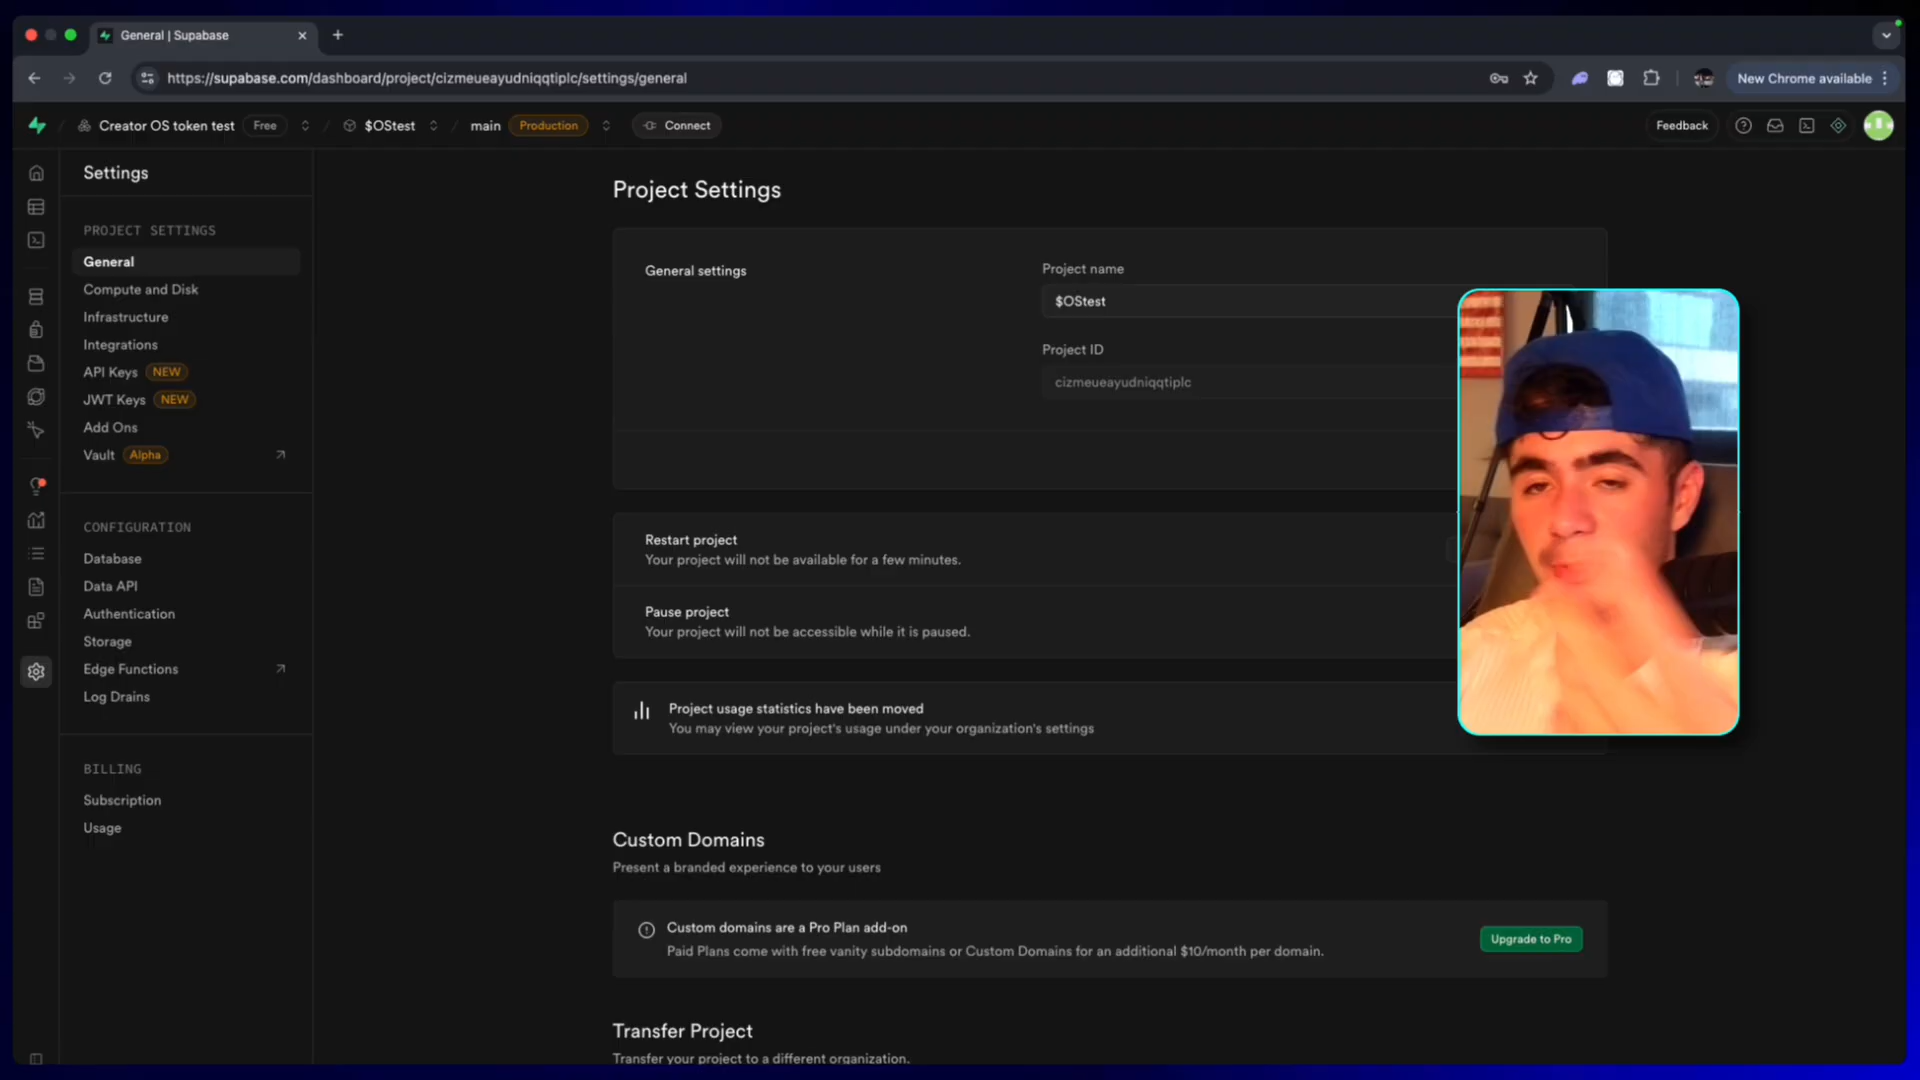 General | Supabase
https://supabase.com/dashboard/project/cizmeueayudniqqtiplc/settings/general
New Chrome available
Creator OS token test
Free
$OStest
main
Production
Connect
Feedback
Settings
PROJECT SETTINGS
General
Compute and Disk
Infrastructure
Integrations
API Keys NEW
JWT Keys NEW
Add Ons
Vault Alpha
CONFIGURATION
Database
Data API
Authentication
Storage
Edge Functions
Log Drains
BILLING
Subscription
Usage
Project Settings
General settings
Project name
$OStest
Project ID
cizmeueayudniqqtiplc
Restart project
Your project will not be available for a few minutes.
Pause project
Your project will not be accessible while it is paused.
Project usage statistics have been moved
You may view your project's usage under your organization's settings
Custom Domains
Present a branded experience to your users
Custom domains are a Pro Plan add-on
Paid Plans come with free vanity subdomains or Custom Domains for an additional $10/month per domain.
Upgrade to Pro
Transfer Project
Transfer your project to a different organization.